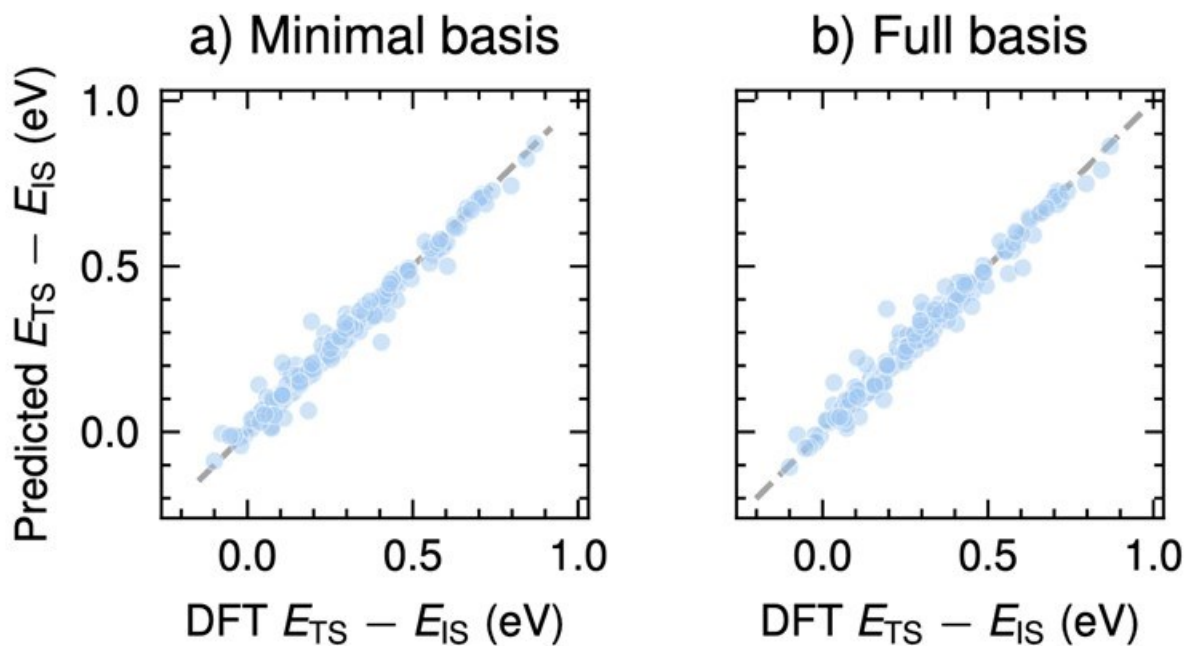 a) Minimal basis
b) Full basis
Predicted E_TS − E_IS (eV)
1.0
0.5
0.0
0.0 0.5 1.0
0.0 0.5 1.0
DFT E_TS − E_IS (eV)
DFT E_TS − E_IS (eV)